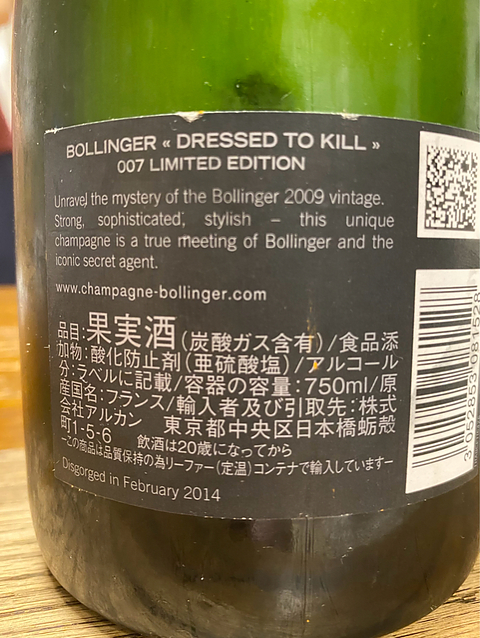 BOLLINGER « DRESSED TO KILL »
007 LIMITED EDITION
Unravel the mystery of the Bollinger 2009 vintage.
Strong, sophisticated, stylish – this unique
champagne is a true meeting of Bollinger and the
iconic secret agent.
www.champagne-bollinger.com
品目:果実酒(炭酸ガス含有)/食品添
加物:酸化防止剤(亜硫酸塩)/アルコール
分:ラベルに記載/容器の容量:750ml/原
産国名:フランス/輸入者及び引取先:株式
会社アルカン 東京都中央区日本橋蛎殻
町1-5-6 飲酒は20歳になってから
-この商品は品質保持の為リーファー(定温)コンテナで輸入しています-
Disgorged in February 2014
3 052853 081528